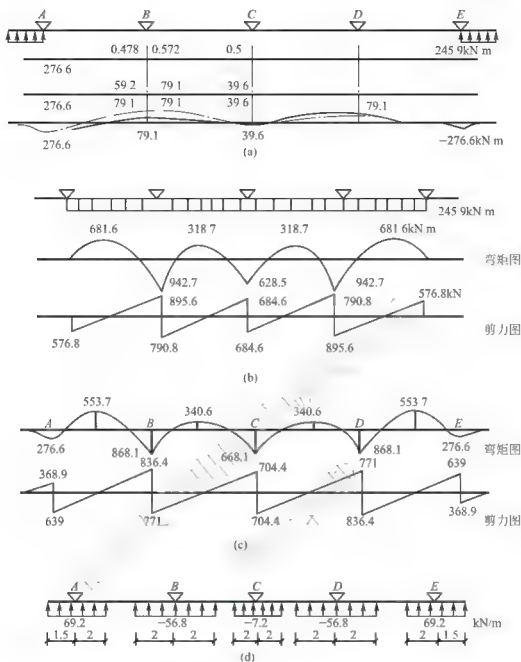 A B C D E
0.478 0.572 0.5 245.9kN m
276.6
59.2 79.1 39.6
276.6 79.1 79.1 39.6 79.1
276.6 79.1 39.6 -276.6kN m
(a)
245 9kN m
681.6 318 7 318.7 681 6kN m
弯矩图
942.7 628.5 942.7
895.6 684.6 790.8 576.8kN
剪力图
576.8 790.8 684.6 895.6
(b)
553.7 553 7
A B 340.6 C 340.6 D E
276.6 868.1 668.1 868.1 276.6 弯矩图
368.9 836.4 704.4 771 639
剪力图
639 771 704.4 836.4 368.9
(c)
A B C D E
69.2 -56.8 -7.2 -56.8 69.2 kN/m
1.5 2 2 2 2 2 2 2 2 1.5
(d)